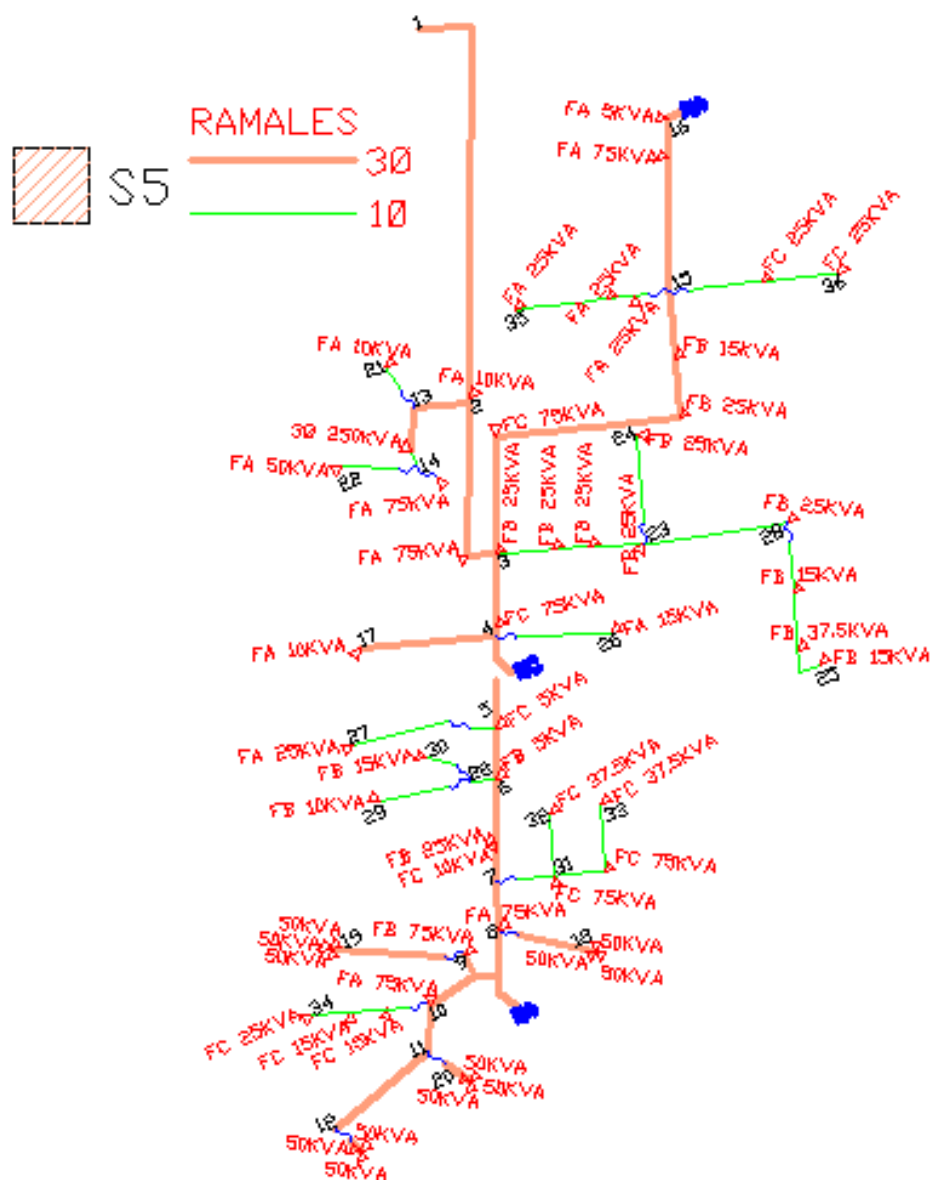 1
FA 5KVA
16
RAMALES
FA 75KVA
30
S5
10
FA 25KVA
FA 25KVA
FC 25KVA
FC 25KVA
15
36
35
FA 25KVA
FB 15KVA
FA 10KVA
21
FA 10KVA
13
2
FB 25KVA
FC 75KVA
30 250KVA
24
FB 25KVA
FA 50KVA
22
14
FA 75KVA
FB 25KVA
FB 25KVA
FB 25KVA
FB 25KVA
23
FB 25KVA
FA 75KVA
3
FB 15KVA
FC 75KVA
4
17
FA 10KVA
FA 15KVA
26
FB 37.5KVA
FB 15KVA
5
FC 5KVA
27
FA 25KVA
30
FB 15KVA
28
FB 5KVA
6
FB 10KVA
29
FC 37.5KVA
FC 37.5KVA
32
33
FB 25KVA
FC 10KVA
7
31
FC 75KVA
FC 75KVA
FA 75KVA
8
50KVA
50KVA
50KVA
19
FB 75KVA
9
18
50KVA
50KVA
50KVA
FA 75KVA
34
10
FC 25KVA
FC 15KVA
FC 15KVA
11
50KVA
20
50KVA
50KVA
12
50KVA
50KVA
50KVA